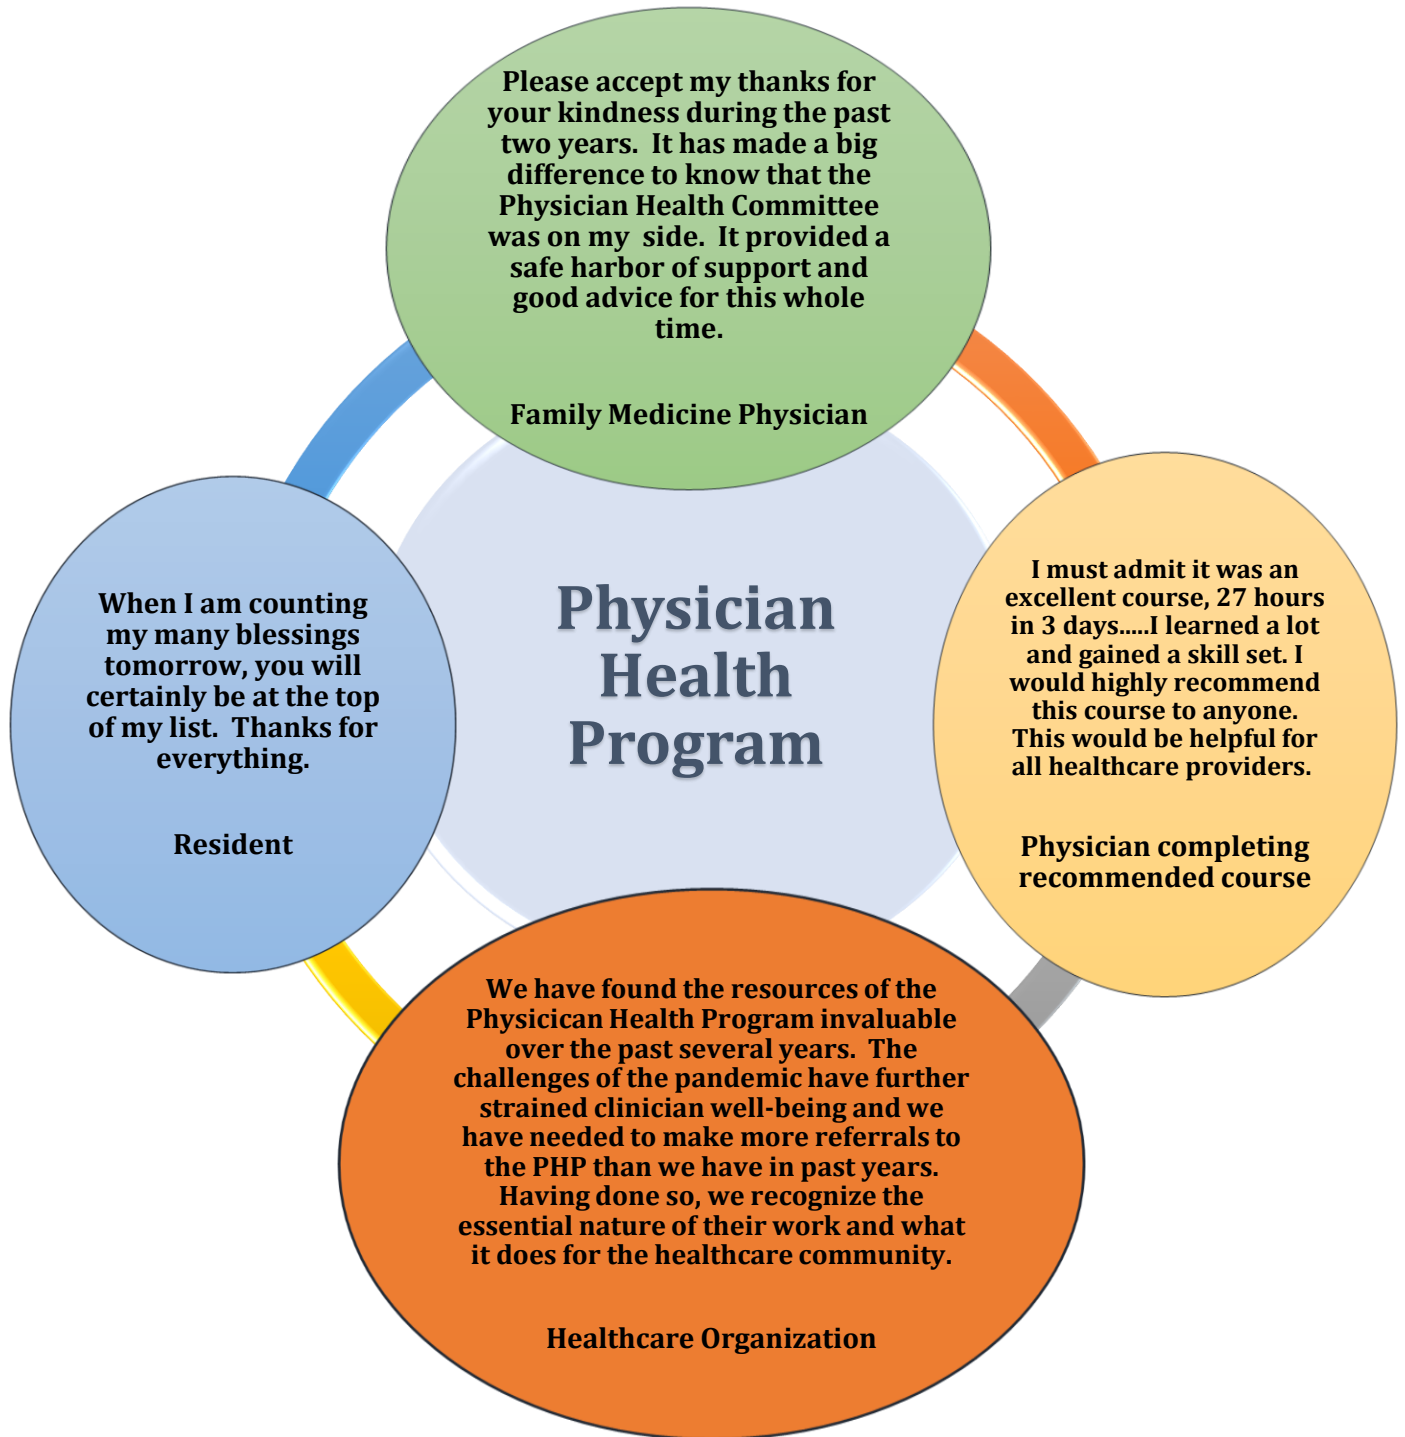 Please accept my thanks for
your kindness during the past
two years.  It has made a big
difference to know that the
Physician Health Committee
was on my  side.  It provided a
safe harbor of support and
good advice for this whole
time.
Family Medicine Physician
When I am counting
my many blessings
tomorrow, you will
certainly be at the top
of my list.  Thanks for
everything.
Resident
Physician
Health
Program
I must admit it was an
excellent course, 27 hours
in 3 days.....I learned a lot
and gained a skill set. I
would highly recommend
this course to anyone.
This would be helpful for
all healthcare providers.
Physician completing
recommended course
We have found the resources of the
Physicican Health Program invaluable
over the past several years.  The
challenges of the pandemic have further
strained clinician well-being and we
have needed to make more referrals to
the PHP than we have in past years.
Having done so, we recognize the
essential nature of their work and what
it does for the healthcare community.
Healthcare Organization